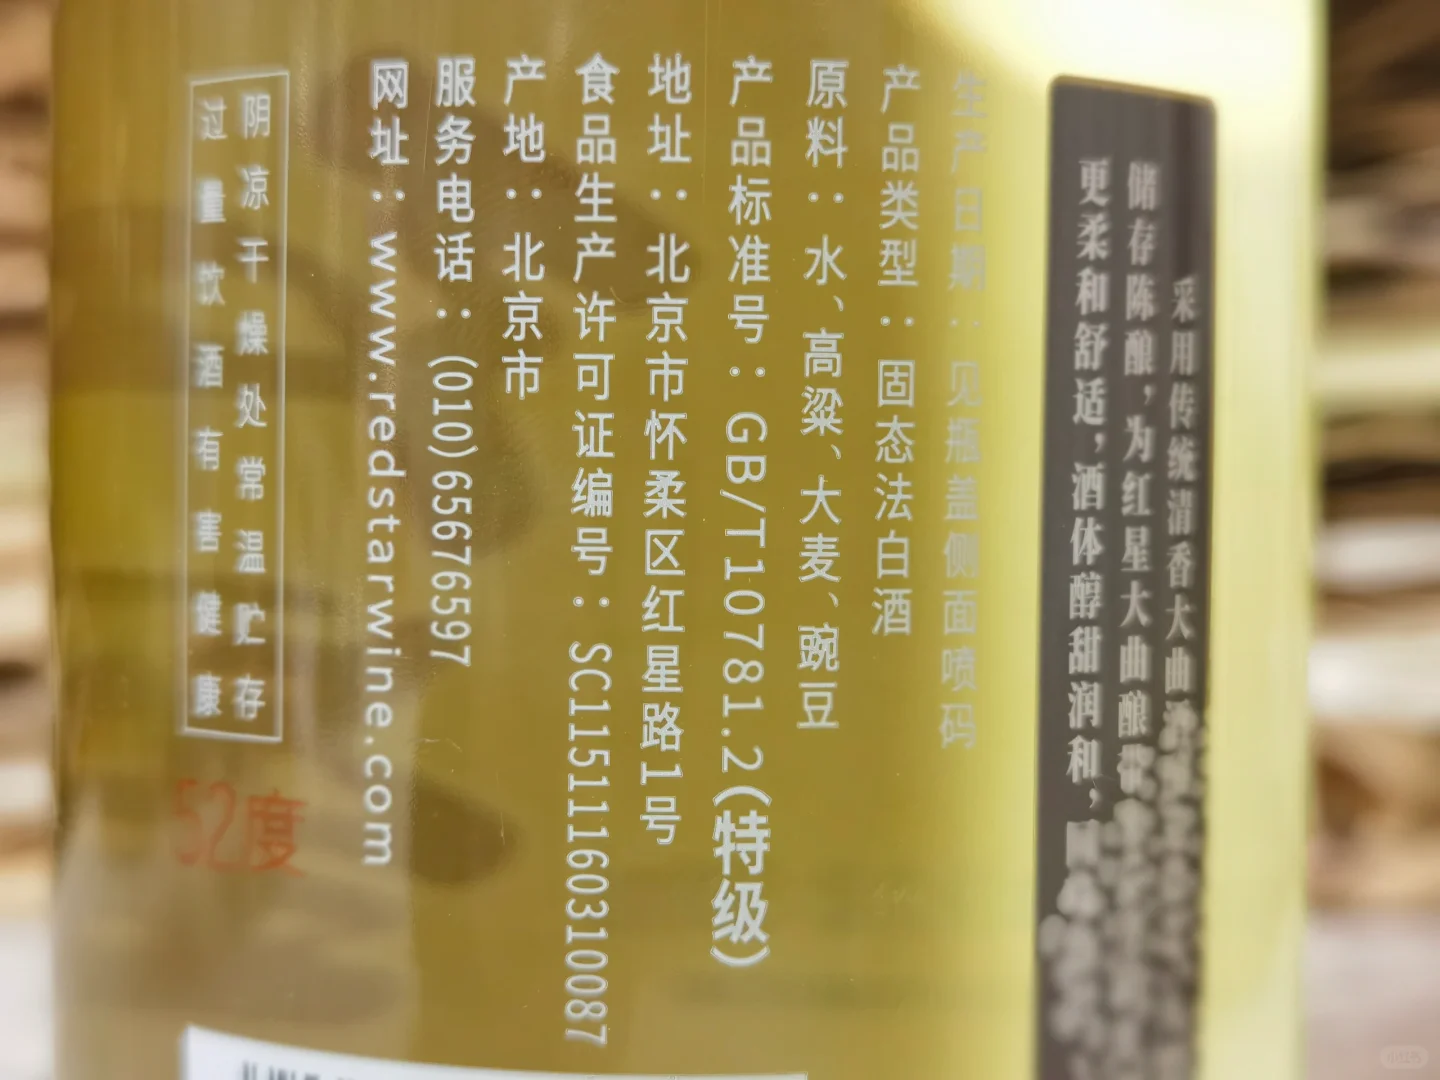 采用传统清香大曲
储存陈酿，为红星大曲酿
更柔和舒适，酒体醇甜润和，
生产日期：见瓶盖侧面喷码
产品类型：固态法白酒
原料：水、高粱、大麦、豌豆
产品标准号：GB/T10781.2(特级)
地址：北京市怀柔区红星路1号
食品生产许可证编号：SC11511160310087
产地：北京市
服务电话：(010)65676597
网址：www.redstarwine.com
阴凉干燥处常温贮存
过量饮酒有害健康
52度
小红书